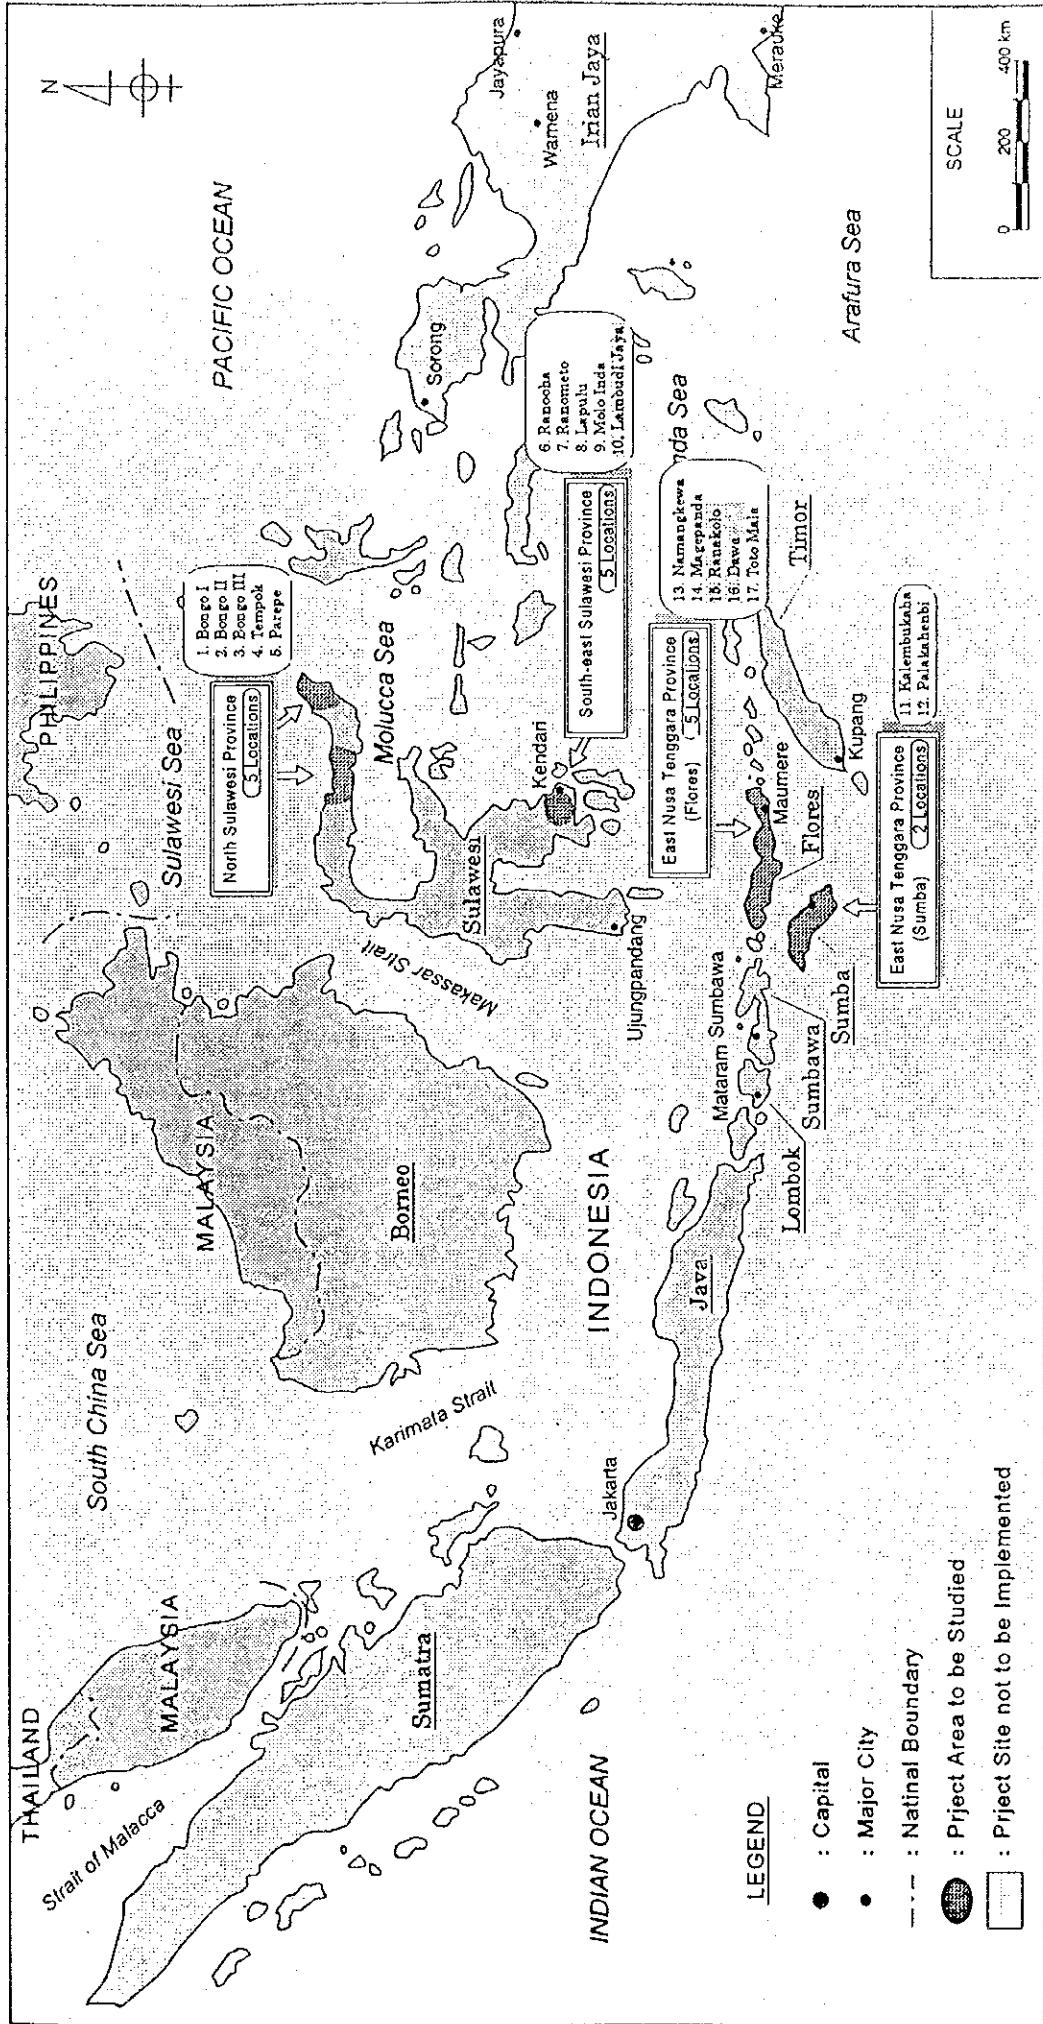 THAILAND
Strait of Malacca
MALAYSIA
Sumatra
INDIAN OCEAN
South China Sea
MALAYSIA
Borneo
Karimata Strait
Jakarta
INDONESIA
Java
PHILIPPINES
Sulawesi Sea
PACIFIC OCEAN
N
North Sulawesi Province
5 Locations
1. Bongo I
2. Bongo II
3. Bongo III
4. Tempok
5. Parepe
Molucca Sea
Makassar Strait
Sulawesi
Kendari
Ujungpandang
Sorong
Jayapura
Wamena
Irian Jaya
Merauke
South-east Sulawesi Province
5 Locations
6. Ranooha
7. Ranometo
8. Lapulu
9. Molo Inda
10. Lambudi Jaya
nda Sea
Arafura Sea
East Nusa Tenggara Province
(Flores)
5 Locations
13. Namangkewa
14. Magepanda
15. Ranakolo
16. Dawa
17. Toto Mala
Timor
Kupang
Maumere
Flores
Mataram
Sumbawa
Lombok
Sumbawa
Sumba
East Nusa Tenggara Province
(Sumba)
2 Locations
11. Kalembukaha
12. Palakahenbi
LEGEND
: Capital
: Major City
: Natinal Boundary
: Prject Area to be Studied
: Prject Site not to be Implemented
SCALE
0 200 400 km